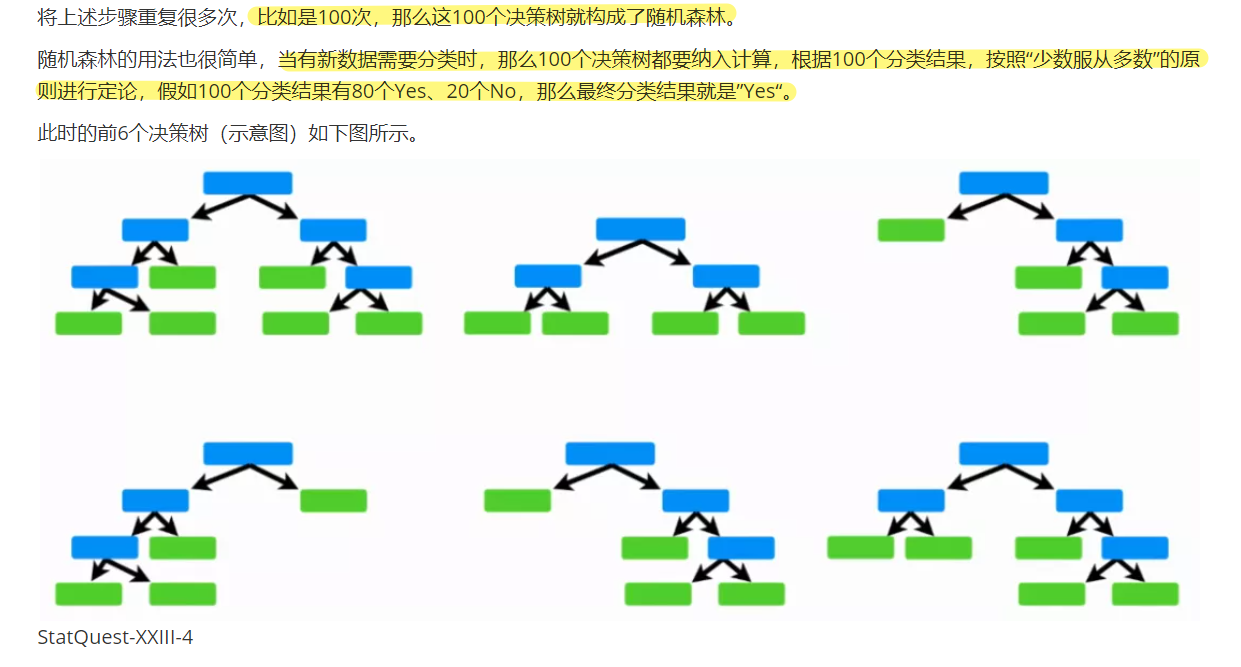 将上述步骤重复很多次，比如是100次，那么这100个决策树就构成了随机森林。
随机森林的用法也很简单，当有新数据需要分类时，那么100个决策树都要纳入计算，根据100个分类结果，按照“少数服从多数”的原
则进行定论，假如100个分类结果有80个Yes、20个No，那么最终分类结果就是”Yes“。
此时的前6个决策树（示意图）如下图所示。
StatQuest-XXIII-4